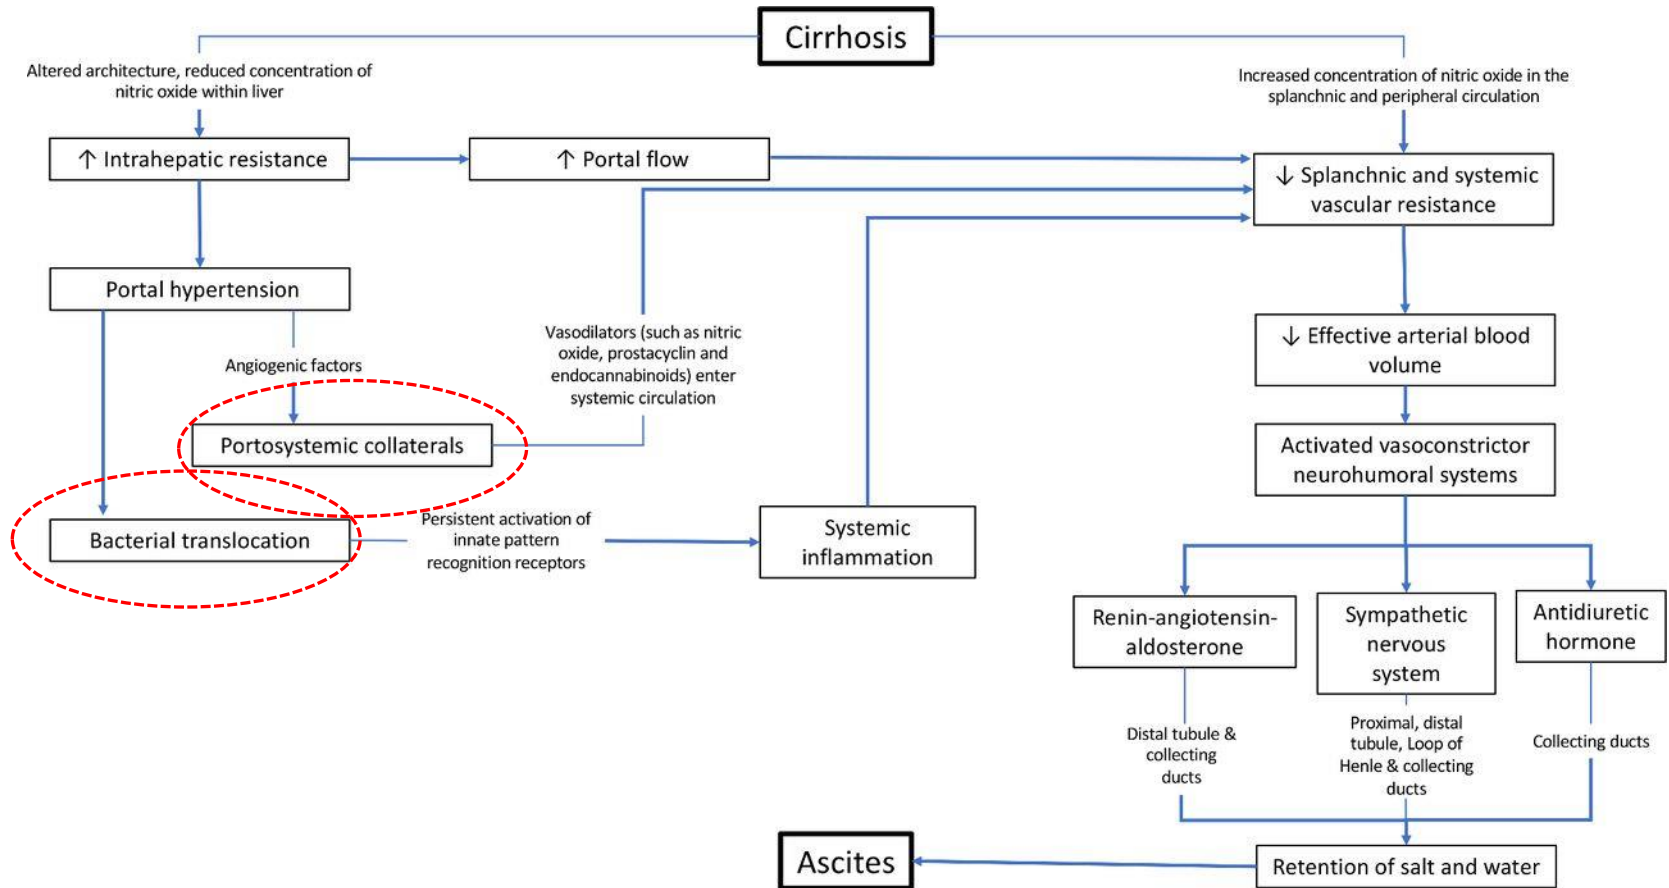 Cirrhosis
Altered architecture, reduced concentration of
nitric oxide within liver
Increased concentration of nitric oxide in the
splanchnic and peripheral circulation
↑ Intrahepatic resistance
↑ Portal flow
↓ Splanchnic and systemic
vascular resistance
Portal hypertension
Angiogenic factors
Vasodilators (such as nitric
oxide, prostacyclin and
endocannabinoids) enter
systemic circulation
↓ Effective arterial blood
volume
Portosystemic collaterals
Activated vasoconstrictor
neurohumoral systems
Bacterial translocation
Persistent activation of
innate pattern
recognition receptors
Systemic
inflammation
Renin-angiotensin-
aldosterone
Sympathetic
nervous
system
Antidiuretic
hormone
Distal tubule &
collecting
ducts
Proximal, distal
tubule, Loop of
Henle & collecting
ducts
Collecting ducts
Ascites
Retention of salt and water